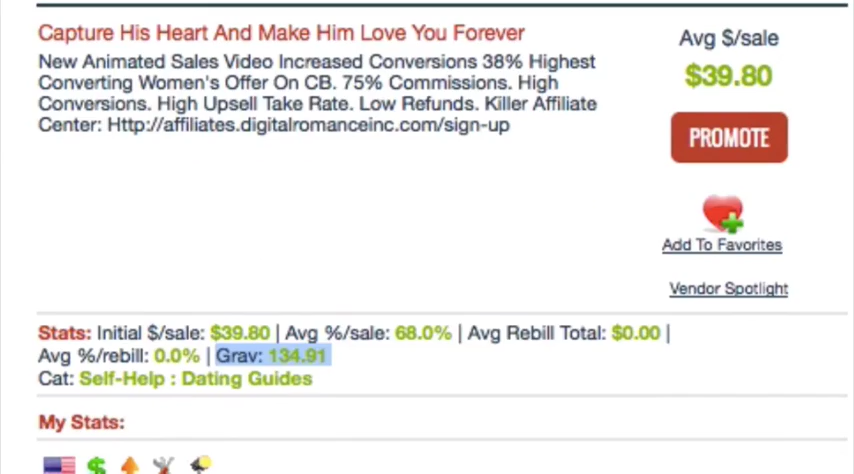 Capture His Heart And Make Him Love You Forever
New Animated Sales Video Increased Conversions 38% Highest
Converting Women's Offer On CB. 75% Commissions. High
Conversions. High Upsell Take Rate. Low Refunds. Killer Affiliate
Center: Http://affiliates.digitalromanceinc.com/sign-up
Avg $/sale
$39.80
PROMOTE
Add To Favorites
Vendor Spotlight
Stats: Initial $/sale: $39.80 | Avg %/sale: 68.0% | Avg Rebill Total: $0.00 |
Avg %/rebill: 0.0% | Grav: 134.91
Cat: Self-Help : Dating Guides
My Stats: